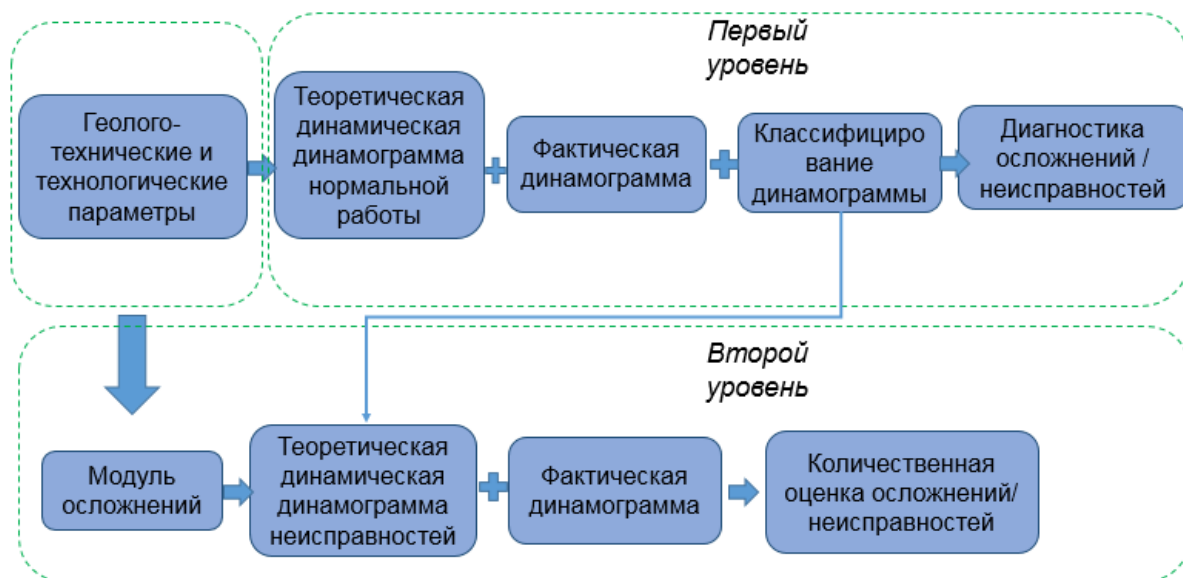 Первый
уровень
Геолого-
технические и
технологические
параметры
Теоретическая
динамическая
динамограмма
нормальной
работы
Фактическая
динамограмма
Классифициро
вание
динамограммы
Диагностика
осложнений /
неисправностей
Второй
уровень
Модуль
осложнений
Теоретическая
динамическая
динамограмма
неисправностей
Фактическая
динамограмма
Количественная
оценка осложнений/
неисправностей